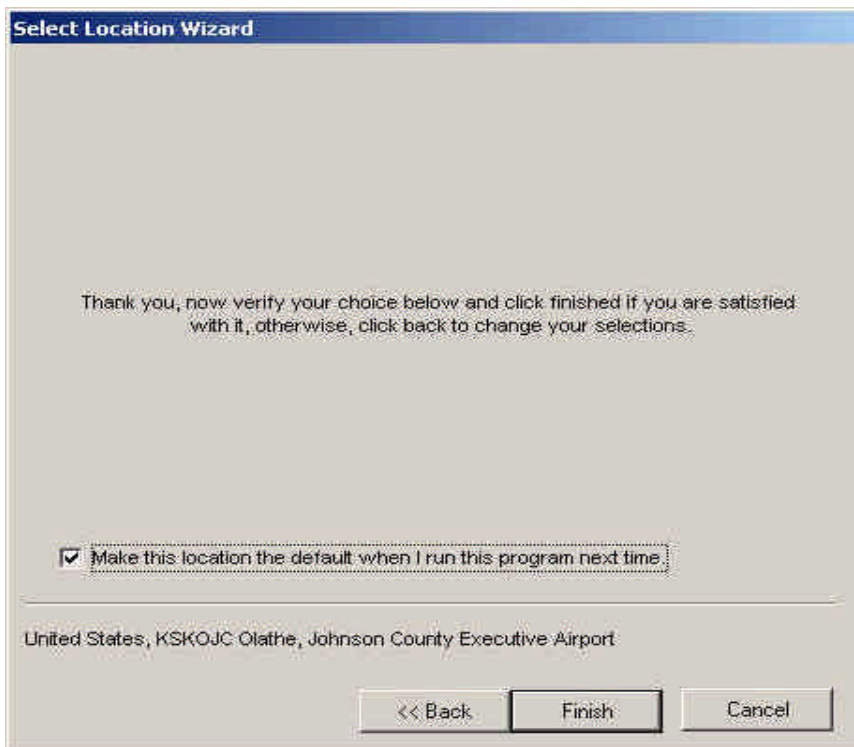 Select Location Wizard
Thank you, now verify your choice below and click finished if you are satisfied
with it, otherwise, click back to change your selections.
Make this location the default when I run this program next time.
United States, KSKOJC Olathe, Johnson County Executive Airport
<< Back Finish Cancel